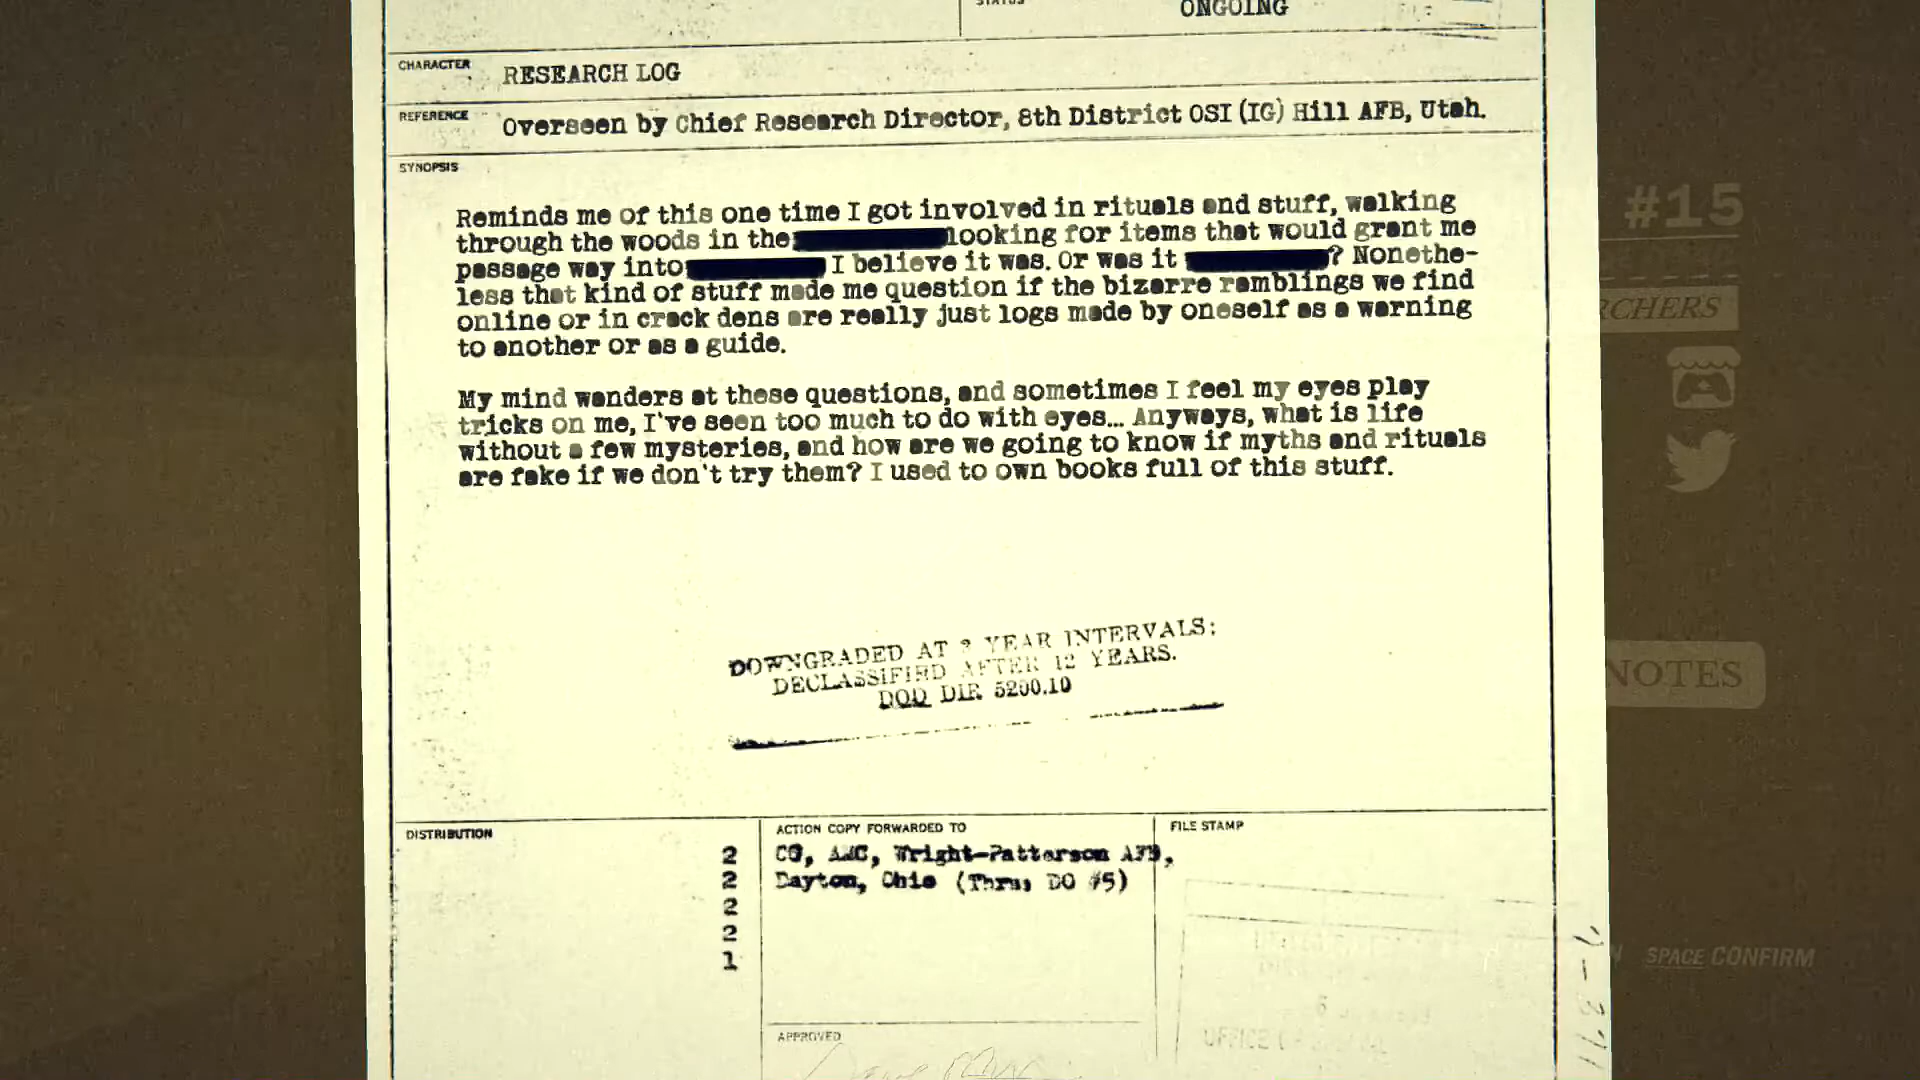 STATUS
ONGOING
CHARACTER
RESEARCH LOG
REFERENCE
Overseen by Chief Research Director, 8th District OSI (IG) Hill AFB, Utah.
SYNOPSIS
Reminds me of this one time I got involved in rituals and stuff, walking
through the woods in the looking for items that would grant me
passage way into I believe it was. Or was it ? Nonethe-
less that kind of stuff made me question if the bizarre ramblings we find
online or in crack dens are really just logs made by oneself as a warning
to another or as a guide.
My mind wanders at these questions, and sometimes I feel my eyes play
tricks on me, I've seen too much to do with eyes... Anyways, what is life
without a few mysteries, and how are we going to know if myths and rituals
are fake if we don't try them? I used to own books full of this stuff.
DOWNGRADED AT 3 YEAR INTERVALS;
DECLASSIFIED AFTER 12 YEARS.
DOD DIR 5200.10
DISTRIBUTION
2
2
2
2
1
ACTION COPY FORWARDED TO
CG, AMC, Wright-Patterson AFB,
Dayton, Ohio (Thru: DO #5)
FILE STAMP
APPROVED
#15
RCHERS
NOTES
SPACE CONFIRM